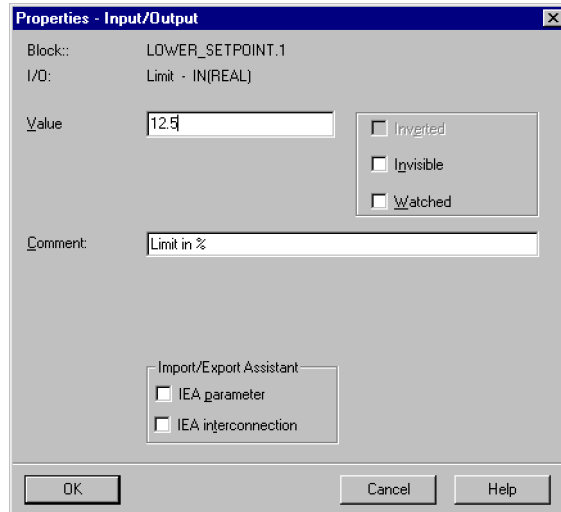 Properties - Input/Output
Block:: LOWER_SETPOINT.1
I/O: Limit - IN(REAL)
Value 12.5
Inverted
Invisible
Watched
Comment: Limit in %
Import/Export Assistant
IEA parameter
IEA interconnection
OK Cancel Help